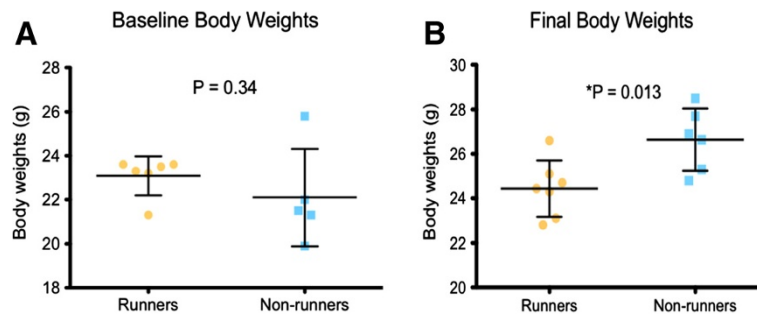 A
Baseline Body Weights
Body weights (g)
28
26
24
22
20
18
P = 0.34
Runners
Non-runners
B
Final Body Weights
Body weights (g)
30
28
26
24
22
20
*P = 0.013
Runners
Non-runners